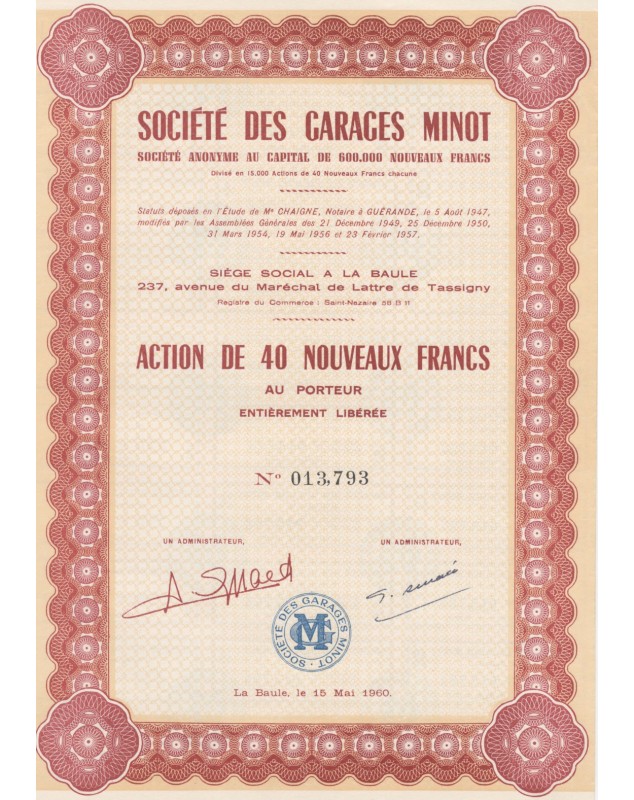 SOCIÉTÉ DES GARAGES MINOT
SOCIÉTÉ ANONYME AU CAPITAL DE 600.000 NOUVEAUX FRANCS
Divisé en 15.000 Actions de 40 Nouveaux Francs chacune
Statuts déposés en l'Étude de Me CHAIGNE, Notaire à GUÉRANDE, le 5 Août 1947,
modifiés par les Assemblées Générales des 21 Décembre 1949, 25 Décembre 1950,
31 Mars 1954, 19 Mai 1956 et 23 Février 1957.
SIÈGE SOCIAL A LA BAULE
237, avenue du Maréchal de Lattre de Tassigny
Registre du Commerce : Saint-Nazaire 56 B 11
ACTION DE 40 NOUVEAUX FRANCS
AU PORTEUR
ENTIÈREMENT LIBÉRÉE
No 013,793
UN ADMINISTRATEUR, UN ADMINISTRATEUR,
SOCIÉTÉ DES GARAGES MINOT
La Baule, le 15 Mai 1960.